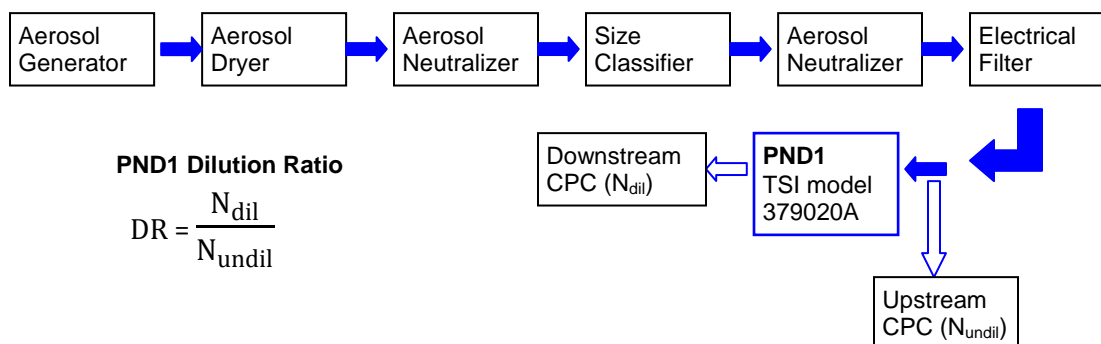 Aerosol
Generator
Aerosol
Dryer
Aerosol
Neutralizer
Size
Classifier
Aerosol
Neutralizer
Electrical
Filter
PND1 Dilution Ratio
DR = N_dil / N_undil
Downstream
CPC (N_dil)
PND1
TSI model
379020A
Upstream
CPC (N_undil)